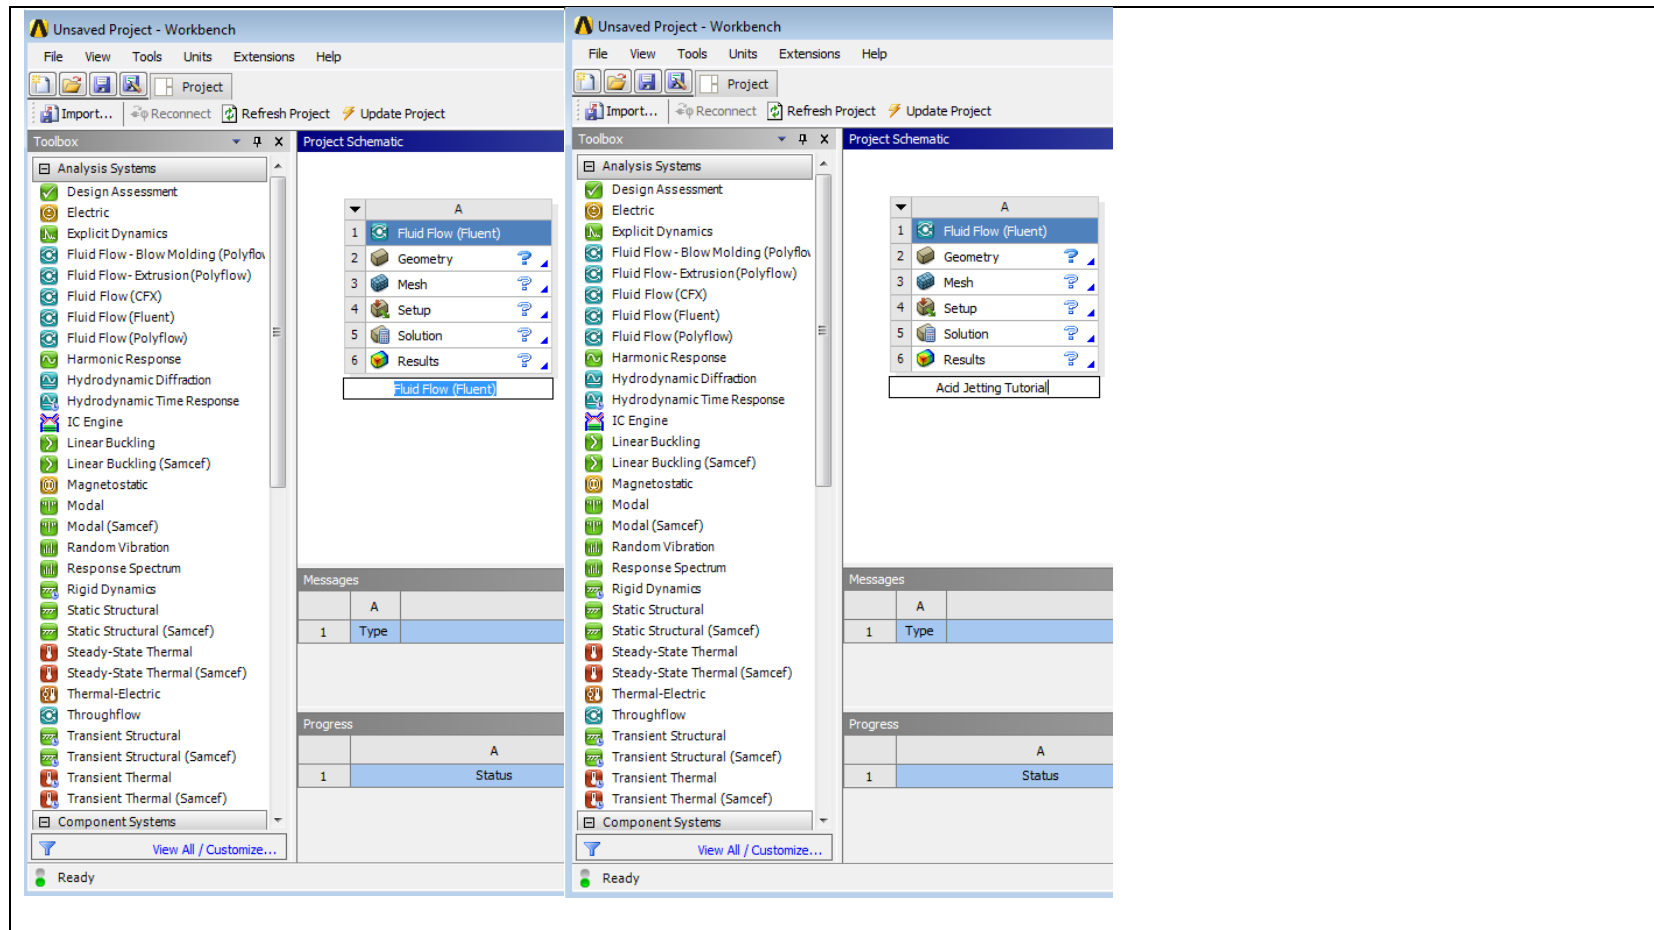 Unsaved Project - Workbench
File View Tools Units Extensions Help
Project
Import... Reconnect Refresh Project Update Project
Toolbox
Analysis Systems
Design Assessment
Electric
Explicit Dynamics
Fluid Flow - Blow Molding (Polyflow
Fluid Flow - Extrusion (Polyflow)
Fluid Flow (CFX)
Fluid Flow (Fluent)
Fluid Flow (Polyflow)
Harmonic Response
Hydrodynamic Diffraction
Hydrodynamic Time Response
IC Engine
Linear Buckling
Linear Buckling (Samcef)
Magnetostatic
Modal
Modal (Samcef)
Random Vibration
Response Spectrum
Rigid Dynamics
Static Structural
Static Structural (Samcef)
Steady-State Thermal
Steady-State Thermal (Samcef)
Thermal-Electric
Throughflow
Transient Structural
Transient Structural (Samcef)
Transient Thermal
Transient Thermal (Samcef)
Component Systems
View All / Customize...
Ready
Project Schematic
A
1 Fluid Flow (Fluent)
2 Geometry ?
3 Mesh ?
4 Setup ?
5 Solution ?
6 Results ?
Fluid Flow (Fluent)
Messages
A
1 Type
Progress
A
1 Status
Unsaved Project - Workbench
File View Tools Units Extensions Help
Project
Import... Reconnect Refresh Project Update Project
Toolbox
Analysis Systems
Design Assessment
Electric
Explicit Dynamics
Fluid Flow - Blow Molding (Polyflow
Fluid Flow - Extrusion (Polyflow)
Fluid Flow (CFX)
Fluid Flow (Fluent)
Fluid Flow (Polyflow)
Harmonic Response
Hydrodynamic Diffraction
Hydrodynamic Time Response
IC Engine
Linear Buckling
Linear Buckling (Samcef)
Magnetostatic
Modal
Modal (Samcef)
Random Vibration
Response Spectrum
Rigid Dynamics
Static Structural
Static Structural (Samcef)
Steady-State Thermal
Steady-State Thermal (Samcef)
Thermal-Electric
Throughflow
Transient Structural
Transient Structural (Samcef)
Transient Thermal
Transient Thermal (Samcef)
Component Systems
View All / Customize...
Ready
Project Schematic
A
1 Fluid Flow (Fluent)
2 Geometry ?
3 Mesh ?
4 Setup ?
5 Solution ?
6 Results ?
Acid Jetting Tutorial
Messages
A
1 Type
Progress
A
1 Status